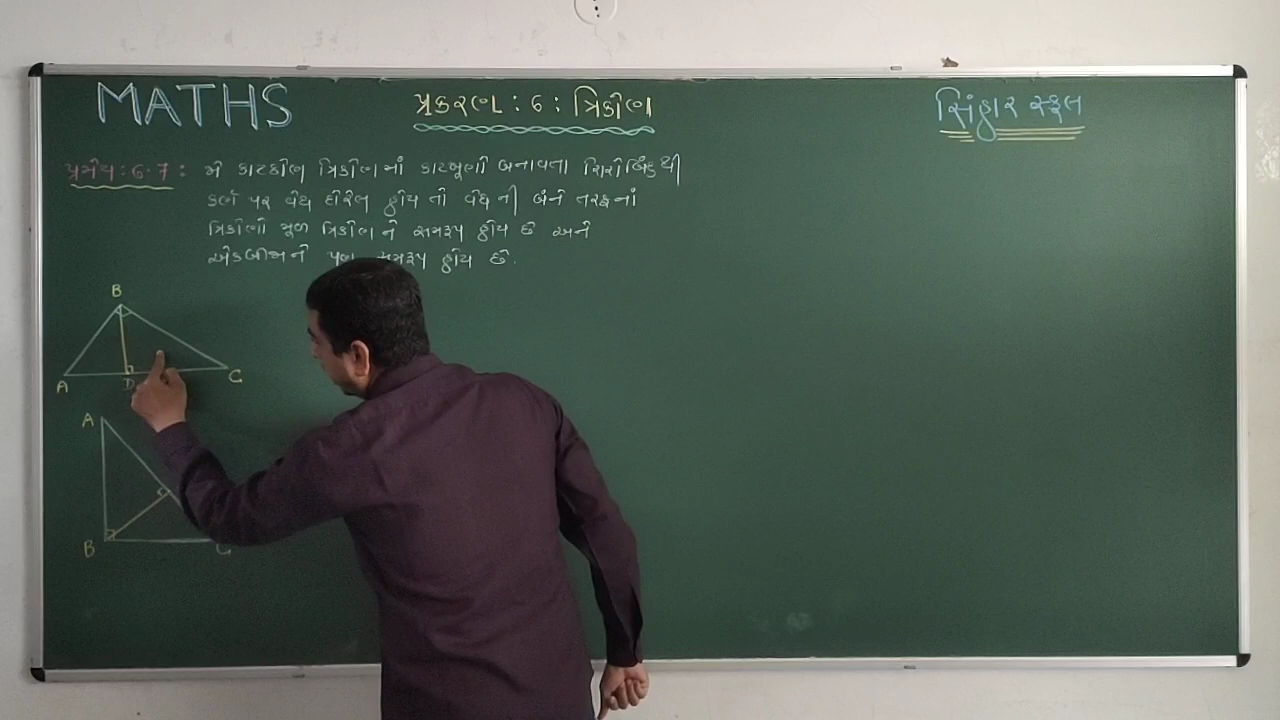 MATHS
પ્રકરણ : 6 : ત્રિકોણ
સિંહાર સ્કૂલ
પ્રમેય : 6.7 : જો કાટકોણ ત્રિકોણમાં કાટખૂણો બનાવતા શિરોબિંદુથી
કર્ણ પર વેધ દોરેલ હોય તો વેધની બંને તરફનાં
ત્રિકોણો મૂળ ત્રિકોણને સમરૂપ હોય છે અને
એકબીજાને પણ સમરૂપ હોય છે.
B
A D C
A
B C